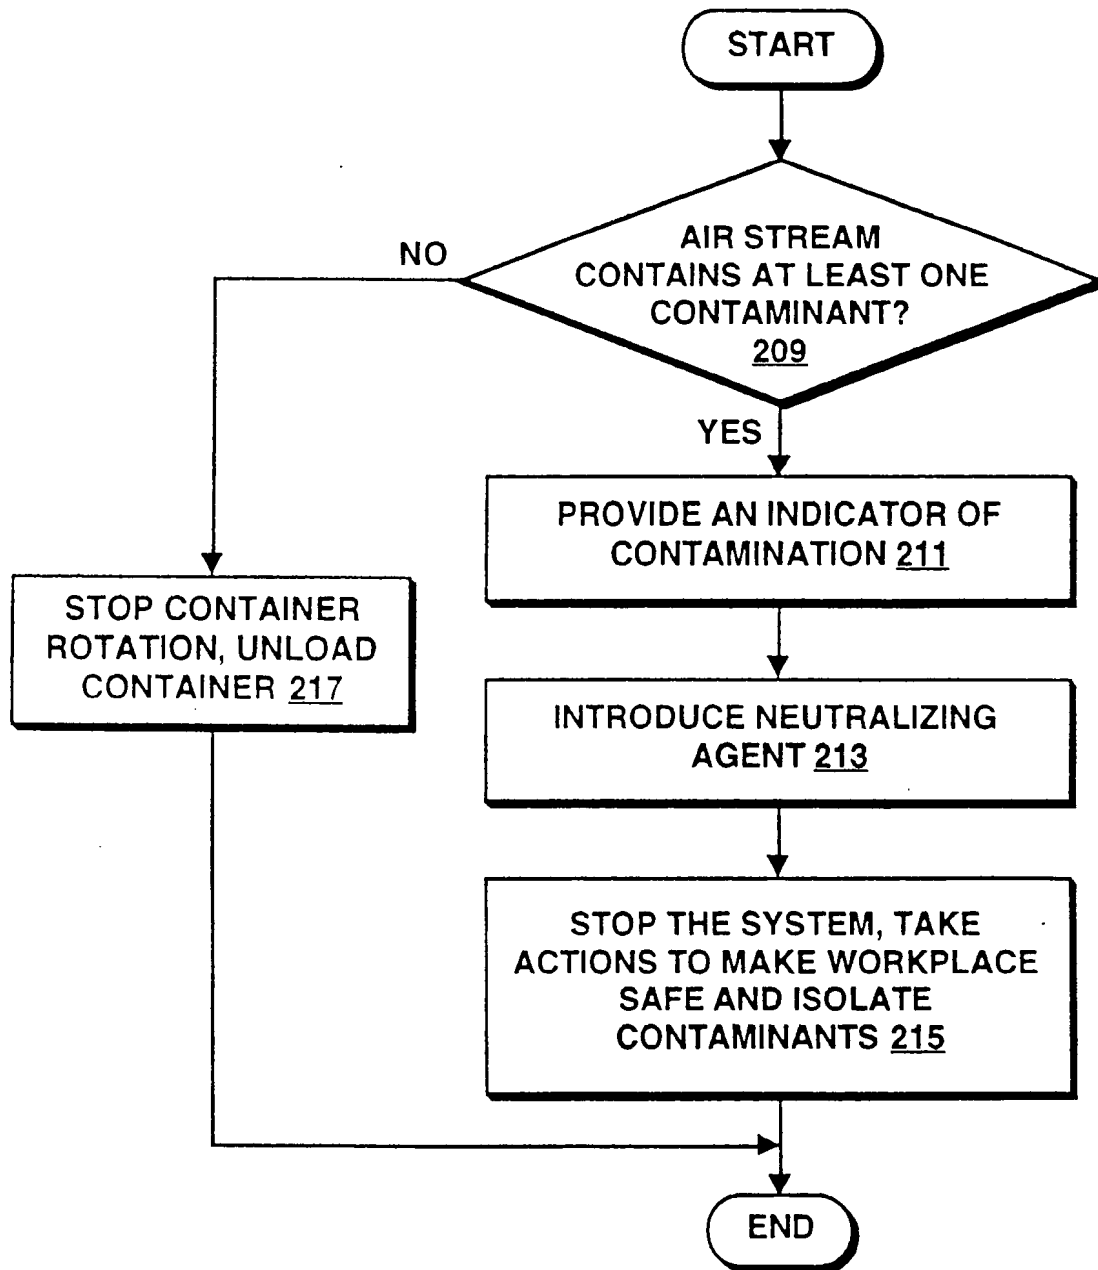 START
AIR STREAM
CONTAINS AT LEAST ONE
CONTAMINANT?
209
NO
YES
PROVIDE AN INDICATOR OF
CONTAMINATION 211
STOP CONTAINER
ROTATION, UNLOAD
CONTAINER 217
INTRODUCE NEUTRALIZING
AGENT 213
STOP THE SYSTEM, TAKE
ACTIONS TO MAKE WORKPLACE
SAFE AND ISOLATE
CONTAMINANTS 215
END